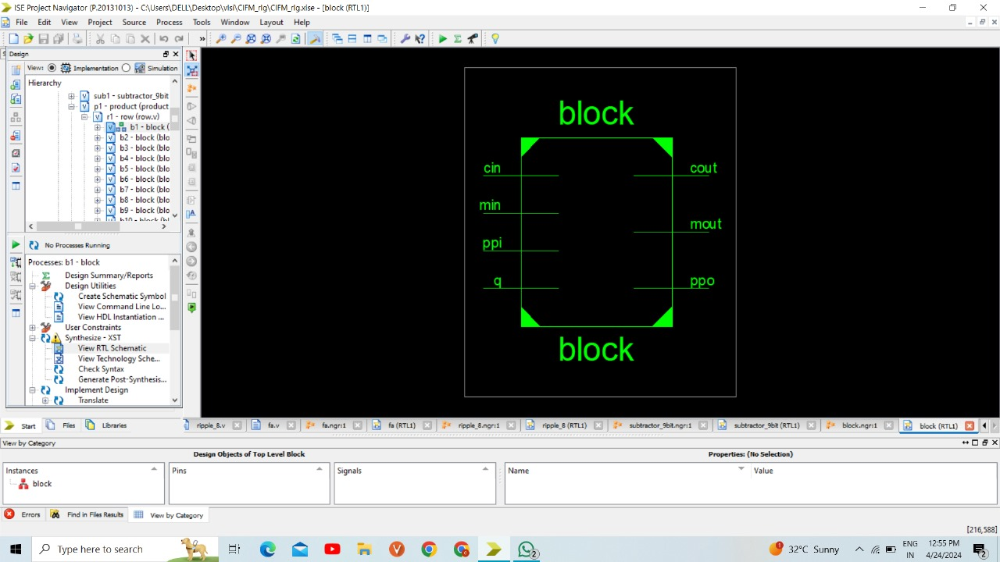 ISE Project Navigator (P.20131013) - C:\Users\DELL\Desktop\vlsi\CIFM_rig\CIFM_rig.xise - [block (RTL1)]
File Edit View Project Source Process Tools Window Layout Help
Design
View: Implementation Simulation
Hierarchy
sub1 - subtractor_9bit
p1 - product (product
r1 - row (row.v)
b1 - block (
b2 - block (blo
b3 - block (blo
b4 - block (blo
b5 - block (blo
b6 - block (blo
b7 - block (blo
b8 - block (blo
b9 - block (blo
b10 - block (blo
No Processes Running
Processes: b1 - block
Design Summary/Reports
Design Utilities
Create Schematic Symbol
View Command Line Lo...
View HDL Instantiation ...
User Constraints
Synthesize - XST
View RTL Schematic
View Technology Sche...
Check Syntax
Generate Post-Synthesis...
Implement Design
Translate
Start Files Libraries
block
cin cout
min
mout
ppi
q ppo
block
ripple_8.v fa.v fa.ngr:1 fa (RTL1) ripple_8.ngr:1 ripple_8 (RTL1) subtractor_9bit.ngr:1 subtractor_9bit (RTL1) block.ngr:1 block (RTL1)
View by Category
Design Objects of Top Level Block Properties: (No Selection)
Instances Pins Signals Name Value
block
Errors Find in Files Results View by Category
[216,588]
Type here to search
2
1 32°C Sunny
ENG
IN
12:55 PM
4/24/2024
2